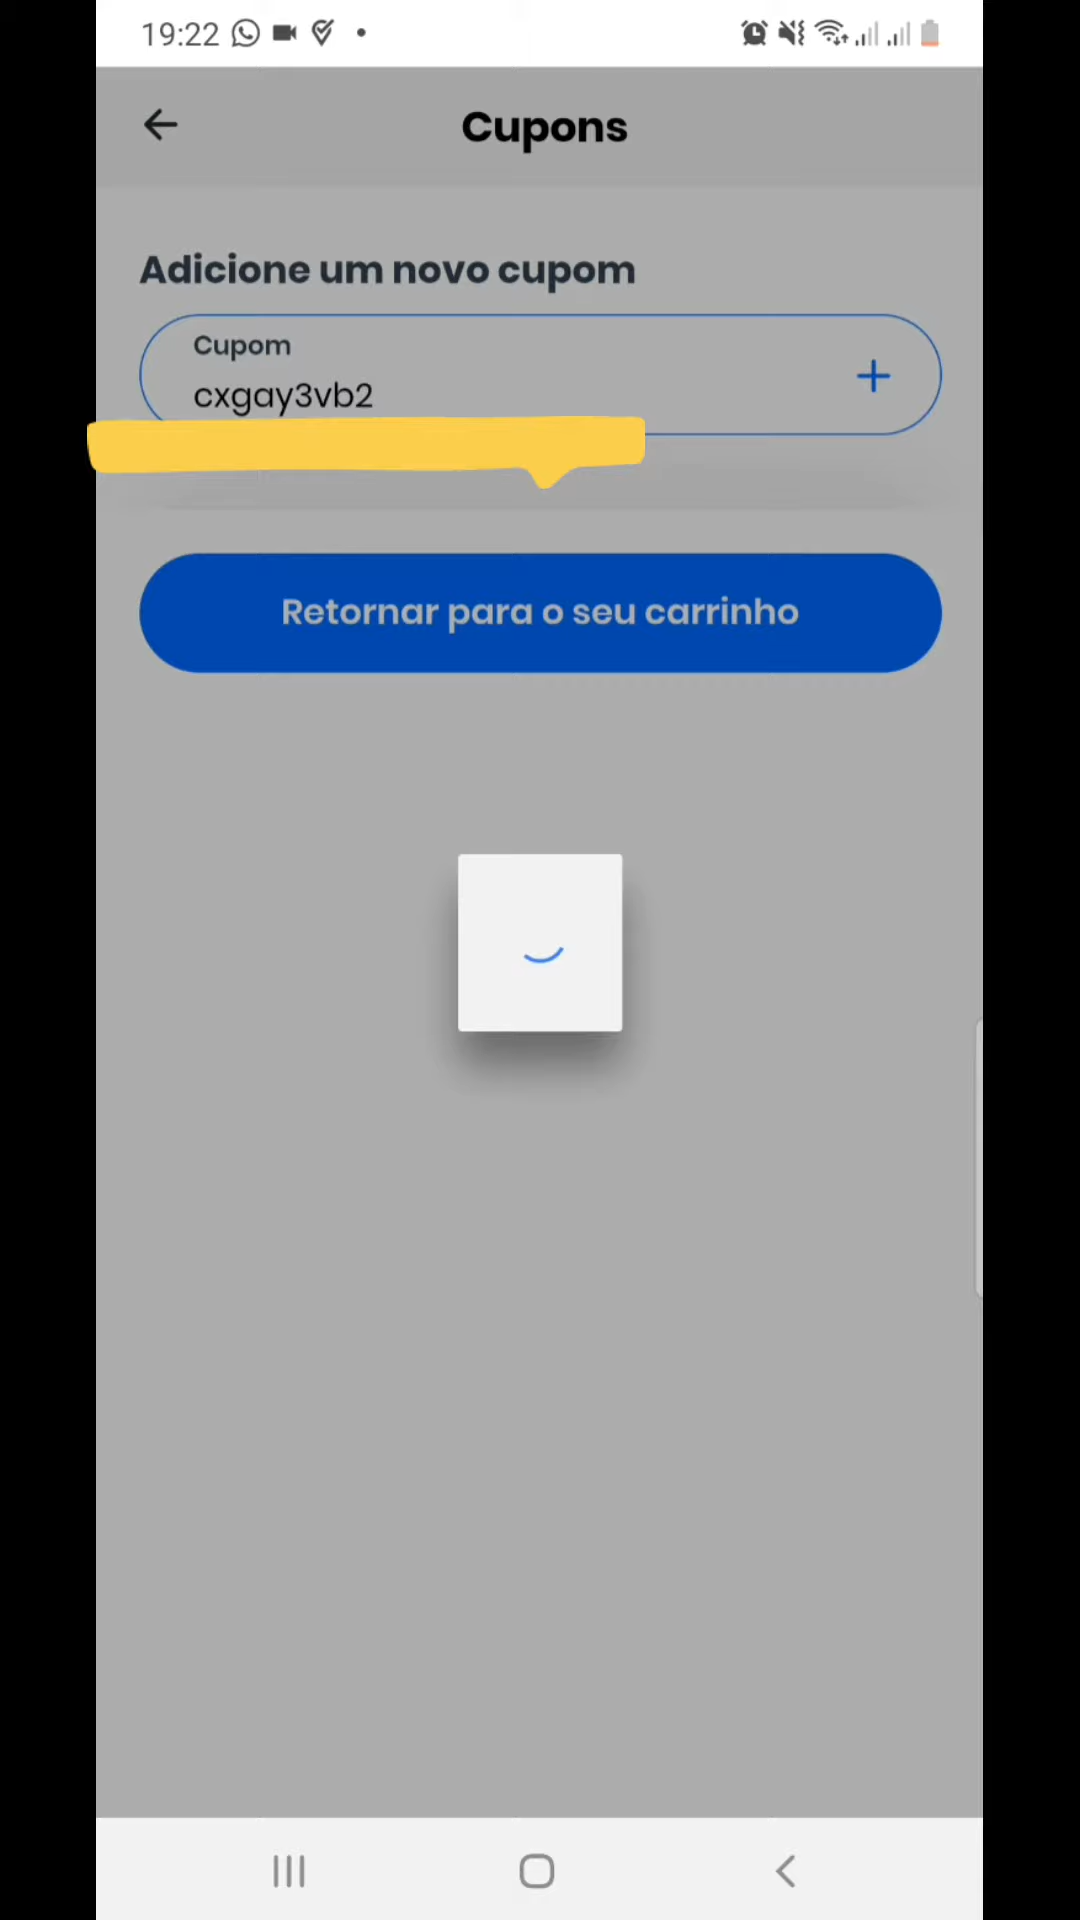 19:22
Cupons
Adicione um novo cupom
Cupom
cxgay3vb2
Retornar para o seu carrinho